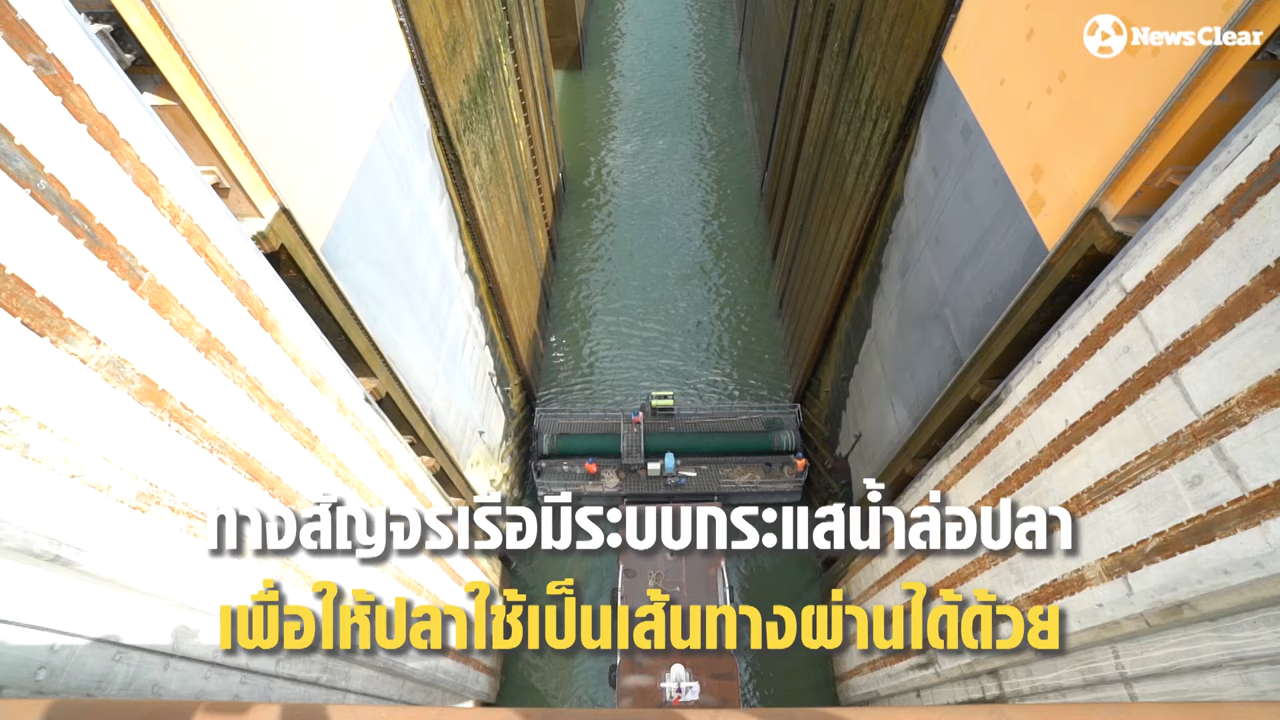 News Clear
ทางสัญจรเรือมีระบบกระแสน้ำล่อปลา
เพื่อให้ปลาใช้เป็นเส้นทางผ่านได้ด้วย